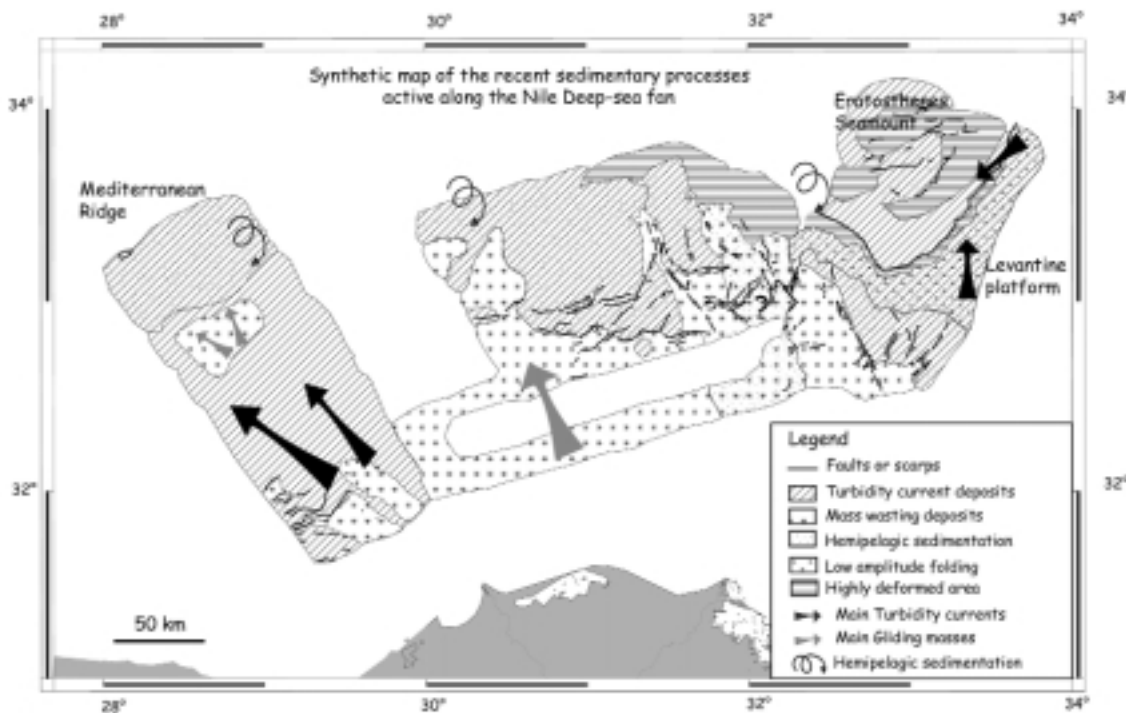 28°
30°
32°
34°
Synthetic map of the recent sedimentary processes
active along the Nile Deep-sea fan
34°
34°
Eratosthenes
Seamount
Mediterranean
Ridge
Levantine
platform
32°
32°
Legend
Faults or scarps
Turbidity current deposits
Mass wasting deposits
Hemipelagic sedimentation
Low amplitude folding
Highly deformed area
Main Turbidity currents
Main Gliding masses
Hemipelagic sedimentation
50 km
28°
30°
32°
34°